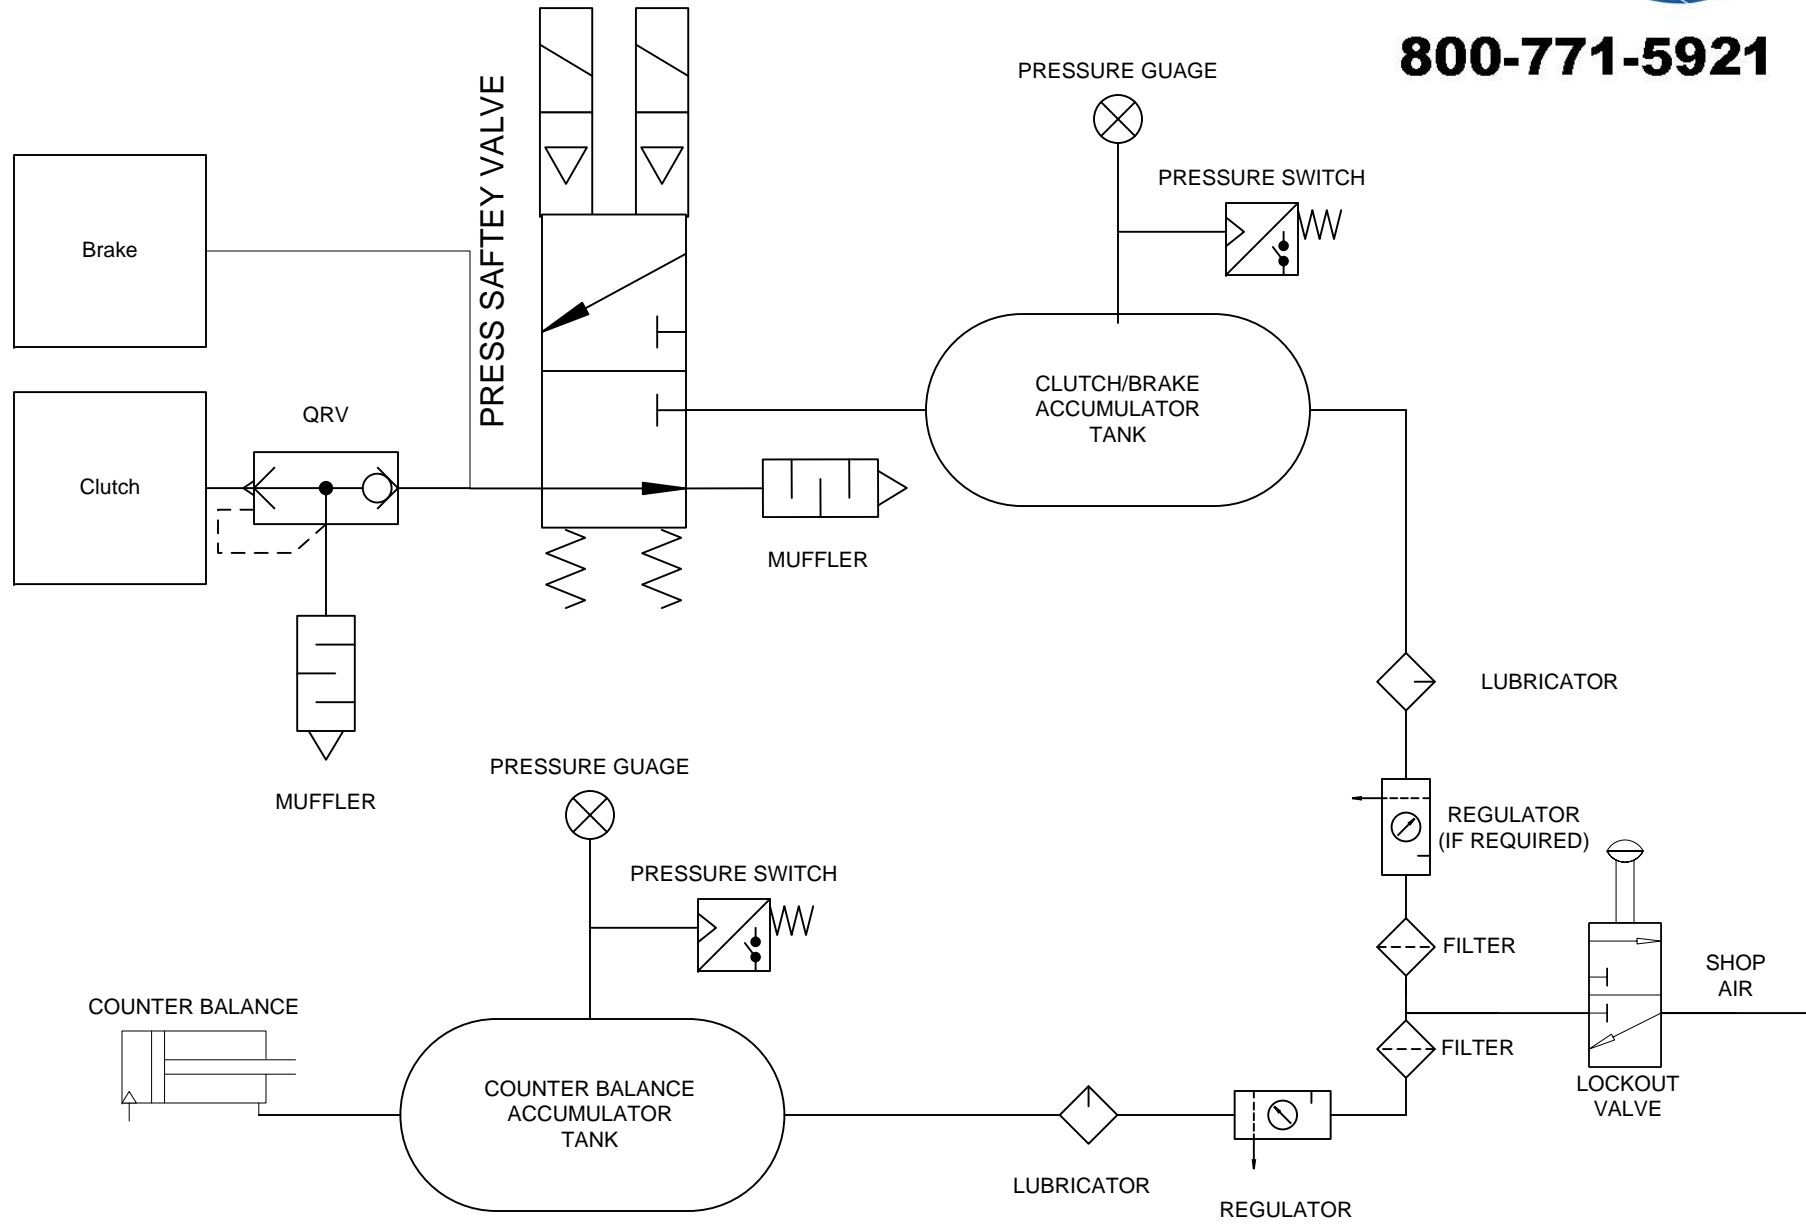 800-771-5921
PRESSURE GUAGE
PRESS SAFTEY VALVE
PRESSURE SWITCH
Brake
CLUTCH/BRAKE
ACCUMULATOR
TANK
QRV
Clutch
MUFFLER
LUBRICATOR
PRESSURE GUAGE
MUFFLER
REGULATOR
(IF REQUIRED)
PRESSURE SWITCH
FILTER
SHOP
AIR
COUNTER BALANCE
FILTER
LOCKOUT
VALVE
COUNTER BALANCE
ACCUMULATOR
TANK
LUBRICATOR
REGULATOR